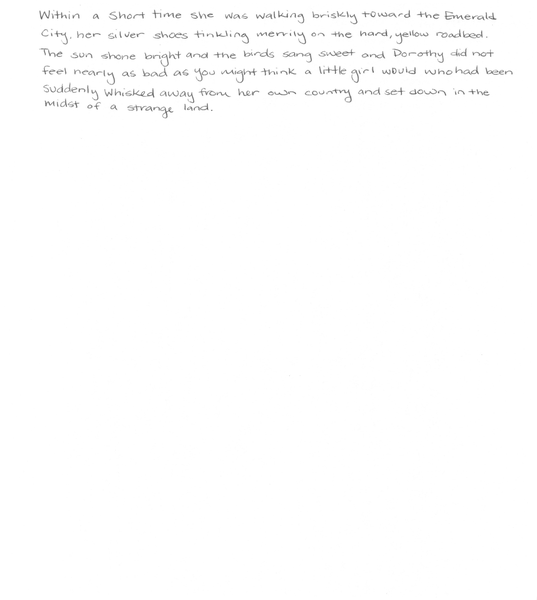 Within a Short time she was walking briskly toward the Emerald
City, her silver shoes tinkling merrily on the hard, yellow roadbed.
The sun shone bright and the birds sang sweet and Dorothy did not
feel nearly as bad as you might think a little girl would who had been
suddenly whisked away from her own country and set down in the
midst of a strange land.